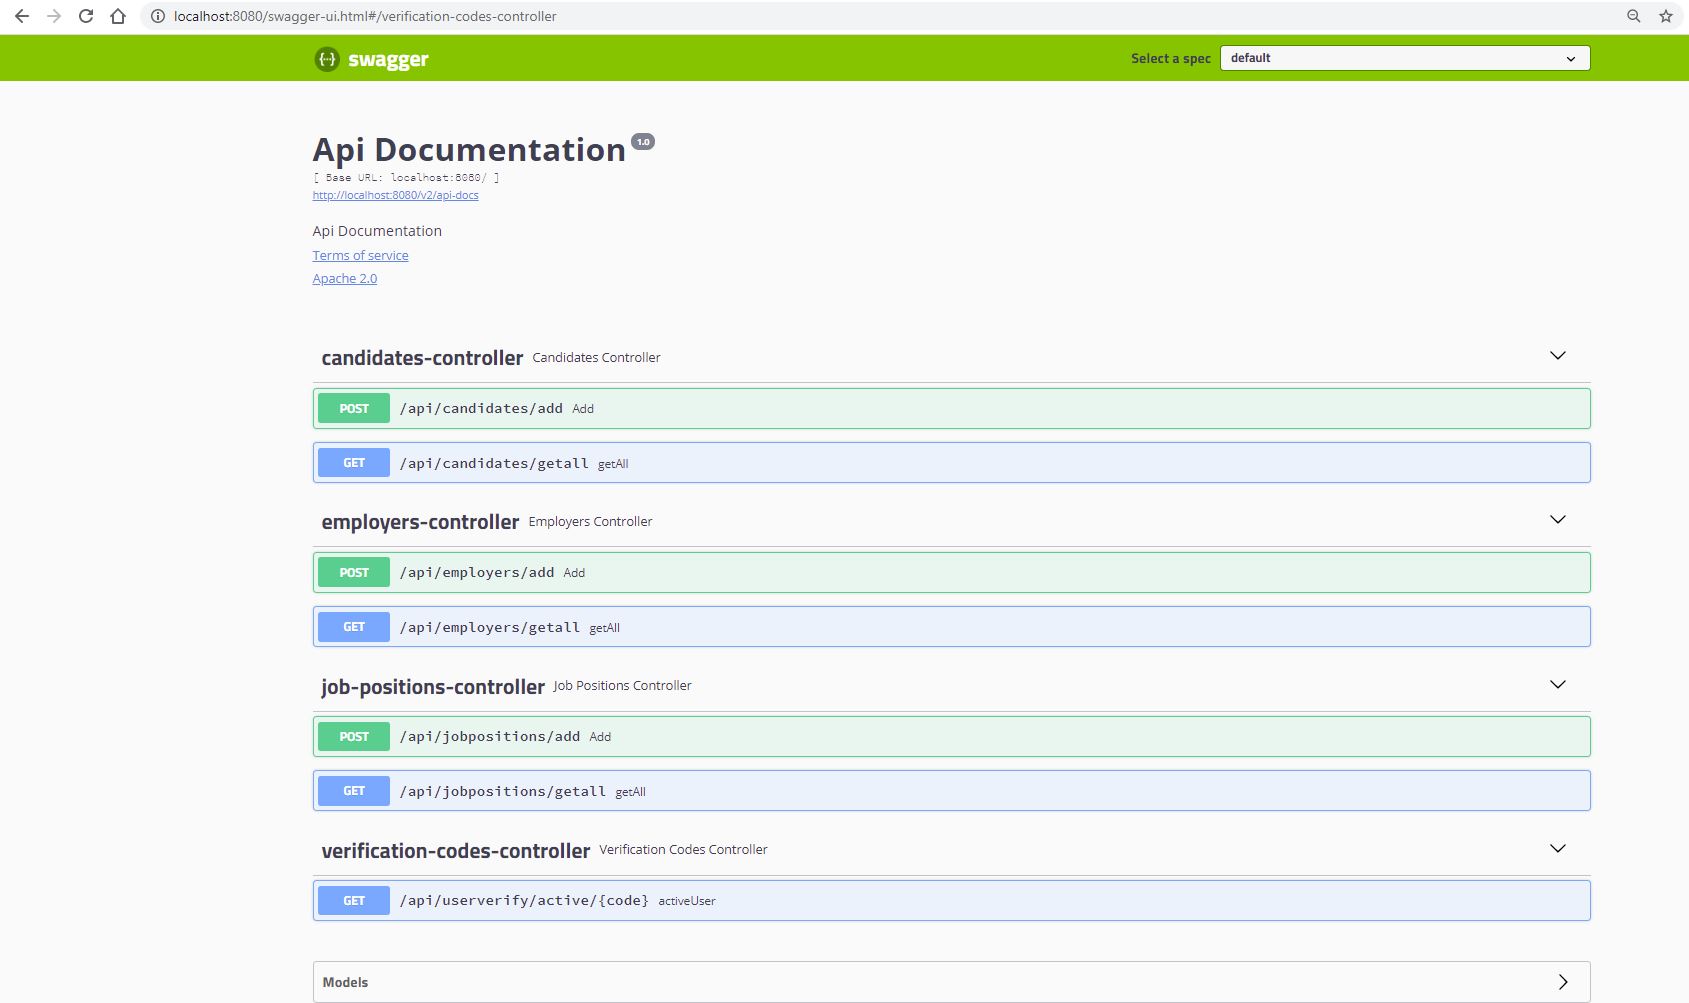 localhost:8080/swagger-ui.html#/verification-codes-controller
{···} swagger
Select a spec default
Api Documentation 1.0
[ Base URL: localhost:8080/ ]
http://localhost:8080/v2/api-docs
Api Documentation
Terms of service
Apache 2.0
candidates-controller Candidates Controller
POST /api/candidates/add Add
GET /api/candidates/getall getAll
employers-controller Employers Controller
POST /api/employers/add Add
GET /api/employers/getall getAll
job-positions-controller Job Positions Controller
POST /api/jobpositions/add Add
GET /api/jobpositions/getall getAll
verification-codes-controller Verification Codes Controller
GET /api/userverify/active/{code} activeUser
Models